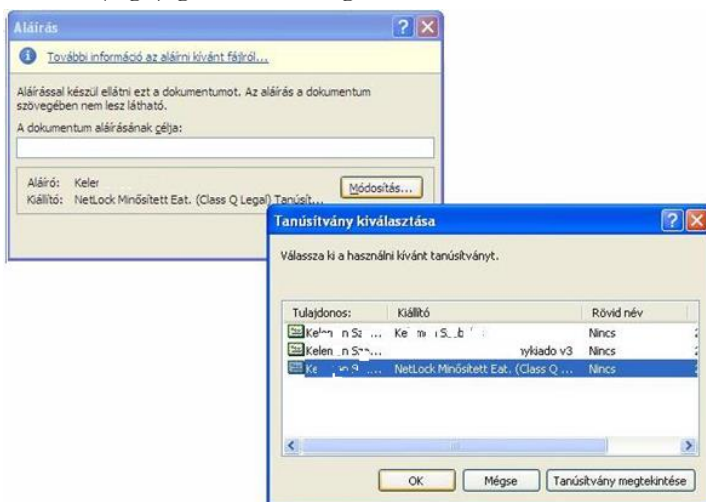 Aláírás
További információ az aláírni kívánt fájlról...
Aláírással készül ellátni ezt a dokumentumot. Az aláírás a dokumentum
szövegében nem lesz látható.
A dokumentum aláírásának célja:
Aláíró: Keler
Kiállító: NetLock Minősített Eat. (Class Q Legal) Tanúsít...
Módosítás...
Tanúsítvány kiválasztása
Válassza ki a használni kívánt tanúsítványt.
Tulajdonos: Kiállító Rövid név
Nincs
nykiado v3 Nincs
NetLock Minősített Eat. (Class Q ... Nincs
OK Mégse Tanúsítvány megtekintése